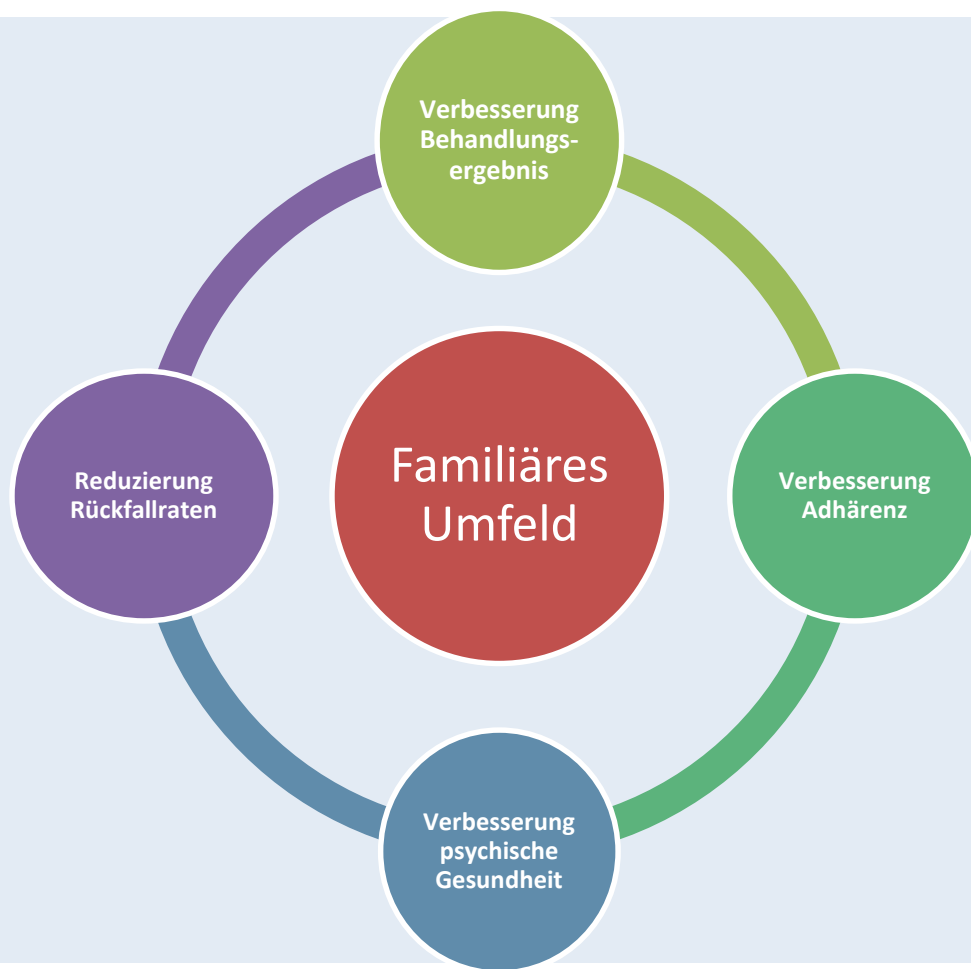 Verbesserung
Behandlungs-
ergebnis
Familiäres
Umfeld
Reduzierung
Rückfallraten
Verbesserung
Adhärenz
Verbesserung
psychische
Gesundheit